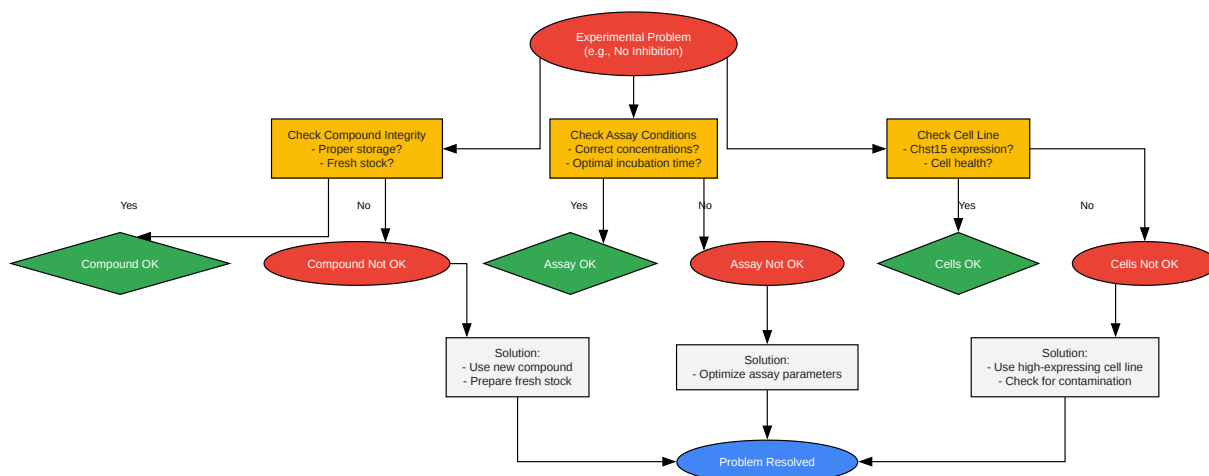 Experimental Problem
(e.g., No Inhibition)
Check Compound Integrity
- Proper storage?
- Fresh stock?
Check Assay Conditions
- Correct concentrations?
- Optimal incubation time?
Check Cell Line
- Chst15 expression?
- Cell health?
Yes
No
Yes
No
Yes
No
Compound OK
Compound Not OK
Assay OK
Assay Not OK
Cells OK
Cells Not OK
Solution:
- Use new compound
- Prepare fresh stock
Solution:
- Optimize assay parameters
Solution:
- Use high-expressing cell line
- Check for contamination
Problem Resolved